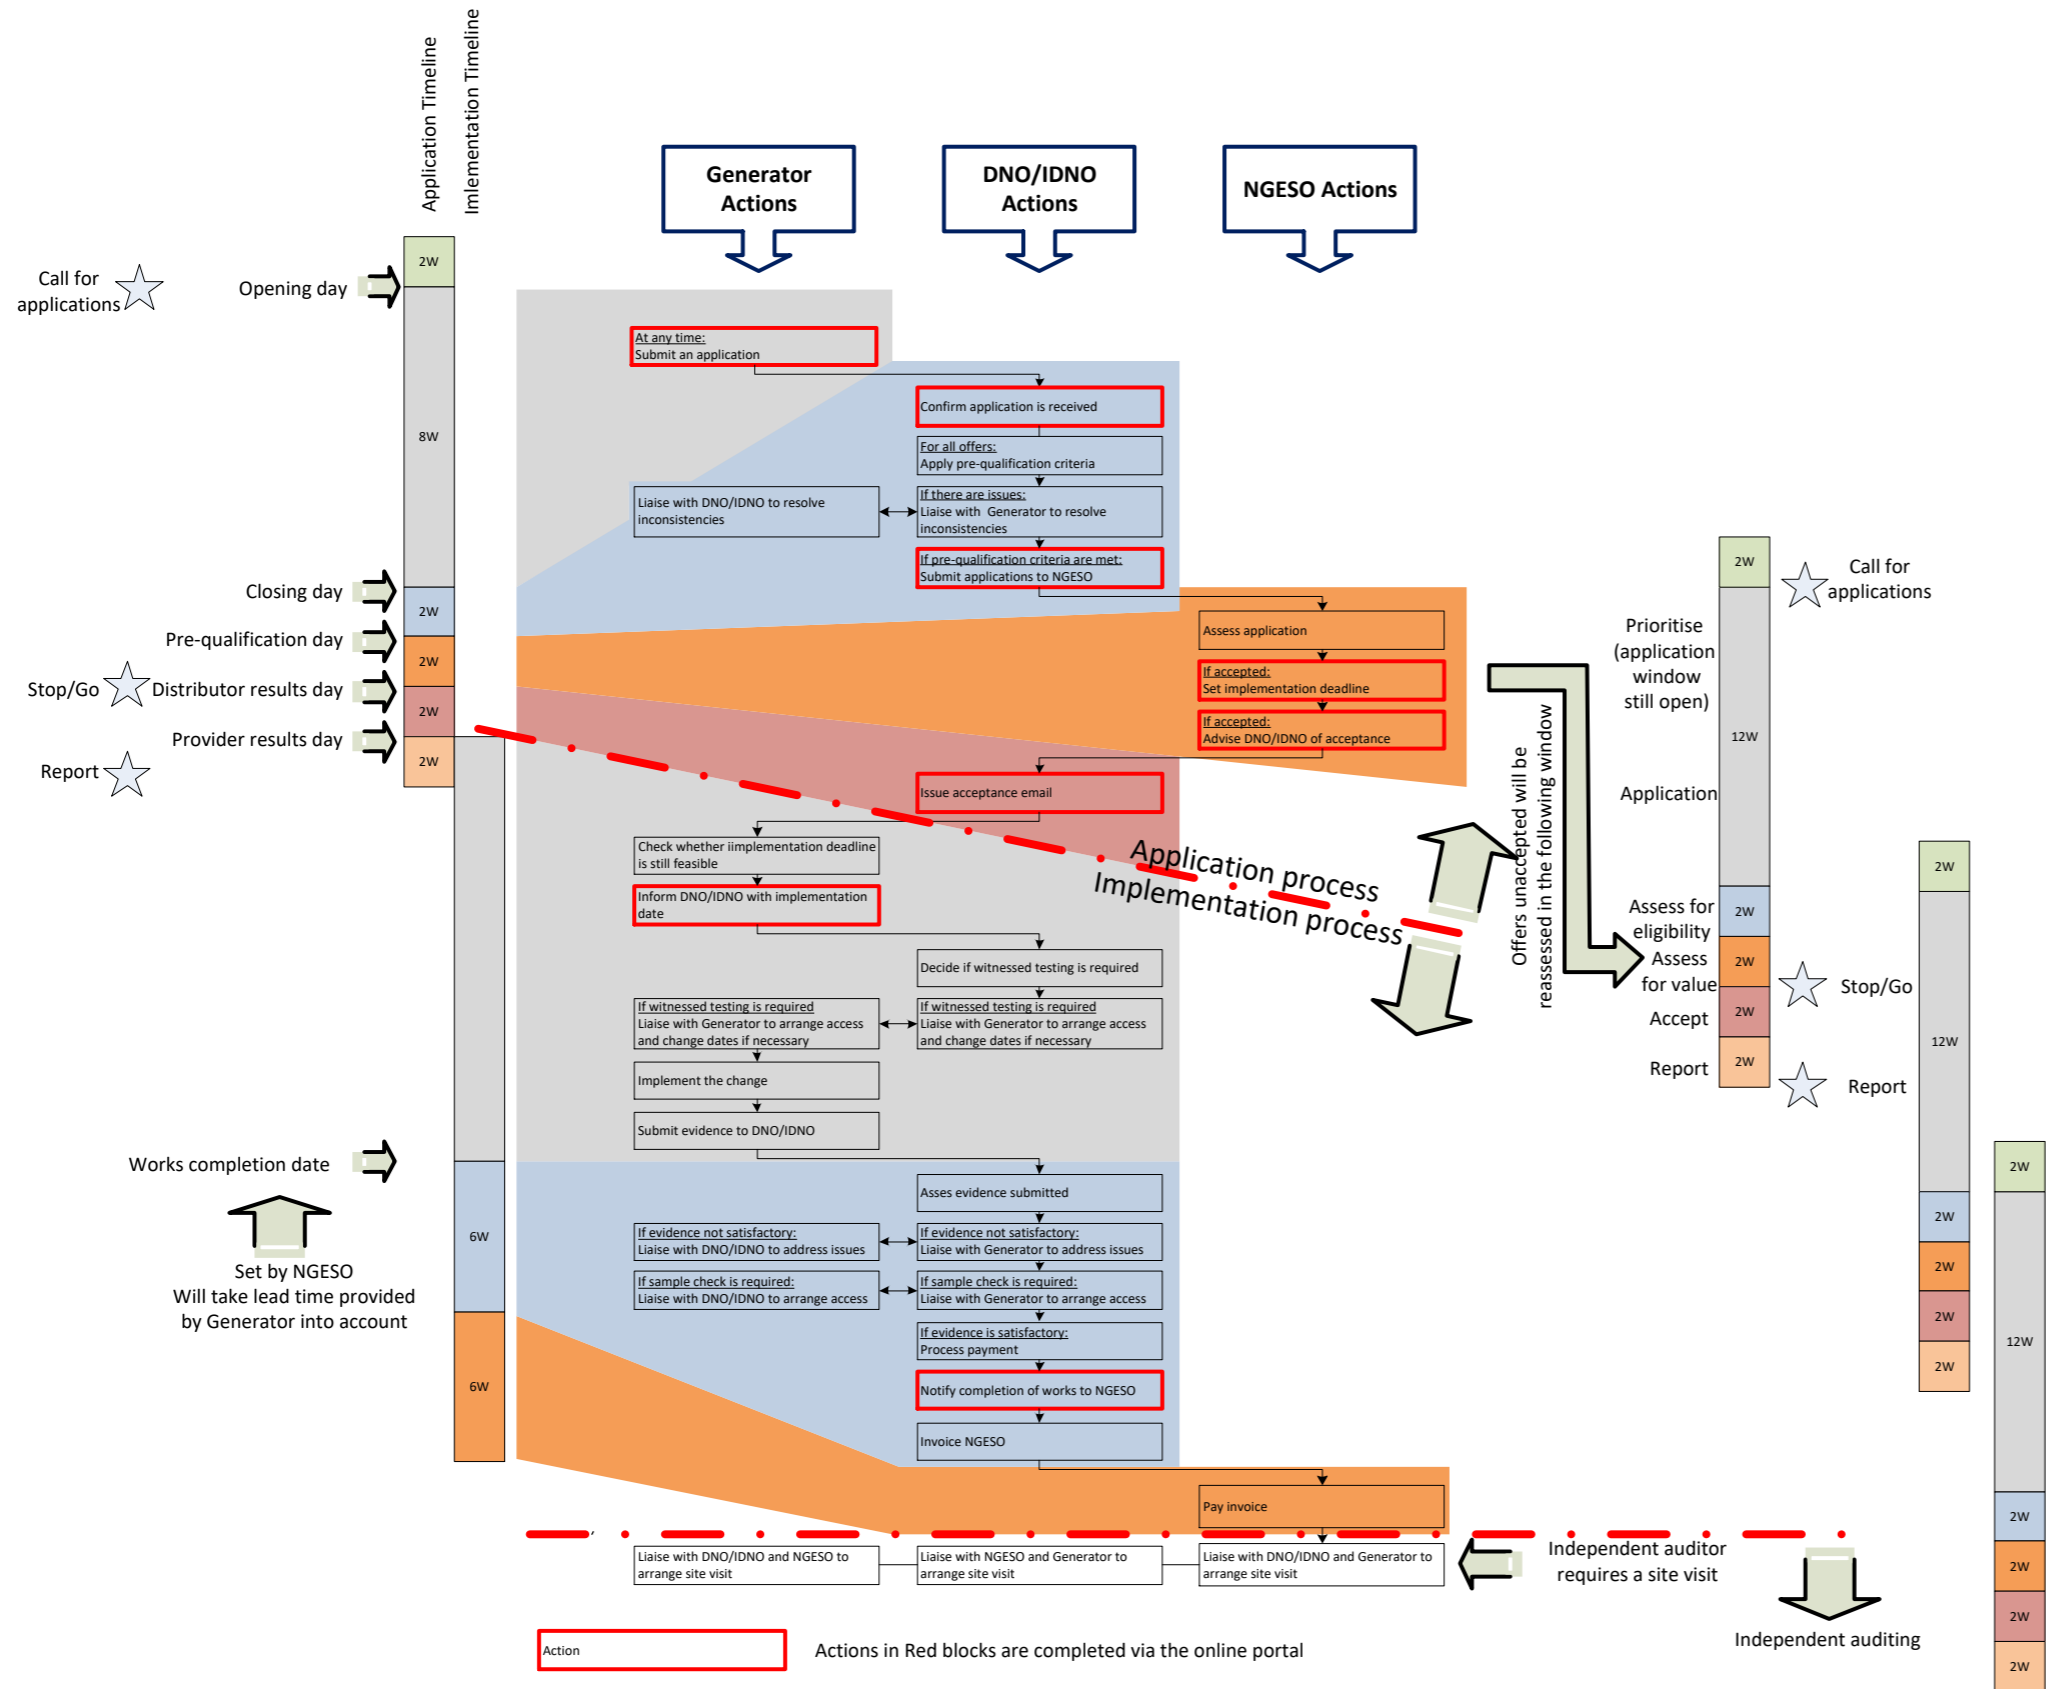 Application Timeline
Imlementation Timeline
Generator
Actions
DNO/IDNO
Actions
NGESO Actions
Call for
applications
Opening day
Closing day
Pre-qualification day
Stop/Go
Distributor results day
Provider results day
Report
Works completion date
Set by NGESO
Will take lead time provided
by Generator into account
2W
8W
2W
2W
2W
2W
6W
6W
At any time:
Submit an application
Confirm application is received
For all offers:
Apply pre-qualification criteria
Liaise with DNO/IDNO to resolve
inconsistencies
If there are issues:
Liaise with Generator to resolve
inconsistencies
If pre-qualification criteria are met:
Submit applications to NGESO
Assess application
If accepted:
Set implementation deadline
If accepted:
Advise DNO/IDNO of acceptance
Issue acceptance email
Check whether iimplementation deadline
is still feasible
Inform DNO/IDNO with implementation
date
Application process
Implementation process
Decide if witnessed testing is required
If witnessed testing is required
Liaise with Generator to arrange access
and change dates if necessary
If witnessed testing is required
Liaise with Generator to arrange access
and change dates if necessary
Implement the change
Submit evidence to DNO/IDNO
Asses evidence submitted
If evidence not satisfactory:
Liaise with DNO/IDNO to address issues
If evidence not satisfactory:
Liaise with Generator to address issues
If sample check is required:
Liaise with DNO/IDNO to arrange access
If sample check is required:
Liaise with Generator to arrange access
If evidence is satisfactory:
Process payment
Notify completion of works to NGESO
Invoice NGESO
Pay invoice
Liaise with DNO/IDNO and NGESO to
arrange site visit
Liaise with NGESO and Generator to
arrange site visit
Liaise with DNO/IDNO and Generator to
arrange site visit
Independent auditor
requires a site visit
Independent auditing
Action
Actions in Red blocks are completed via the online portal
Offers unaccepted will be
reassessed in the following window
Prioritise
(application
window
still open)
Application
Assess for
eligibility
Assess
for value
Accept
Report
2W
12W
2W
2W
2W
2W
Call for
applications
Stop/Go
Report
2W
12W
2W
2W
2W
2W
2W
12W
2W
2W
2W
2W